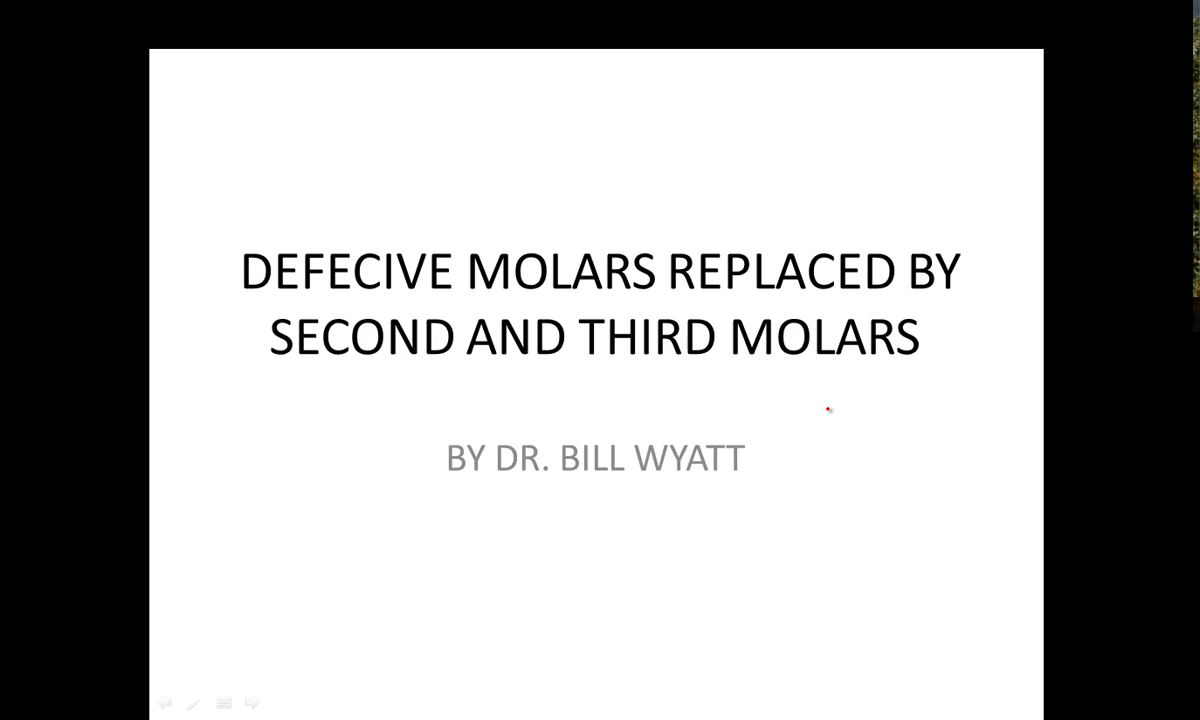 DEFECIVE MOLARS REPLACED BY
SECOND AND THIRD MOLARS
BY DR. BILL WYATT